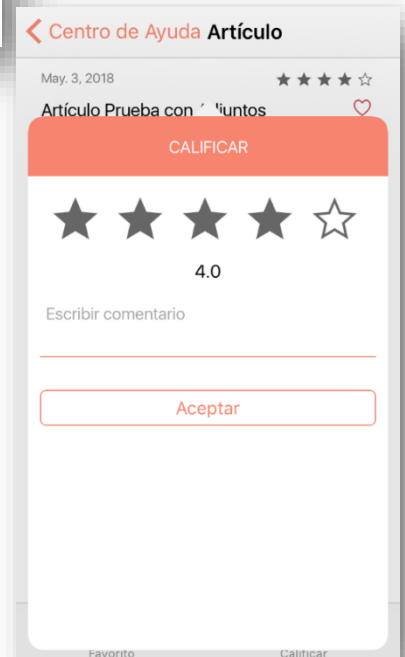 Centro de Ayuda Artículo
May. 3, 2018
Artículo Prueba con
CALIFICAR
4.0
Escribir comentario
Aceptar
Favorito Calificar